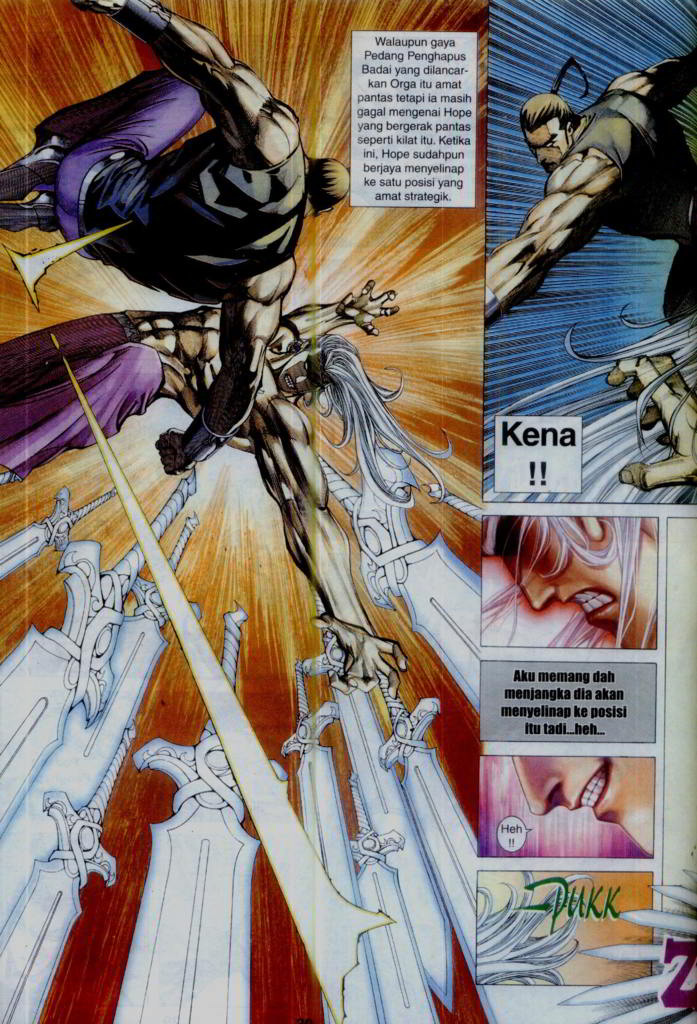 Walaupun gaya
Pedang Penghapus
Badai yang dilancar-
kan Orga itu amat
pantas tetapi ia masih
gagal mengenai Hope
yang bergerak pantas
seperti kilat itu. Ketika
ini, Hope sudahpun
berjaya menyelinap
ke satu posisi yang
amat strategik.
Kena
!!
Aku memang dah
menjangka dia akan
menyelinap ke posisi
itu tadi...heh...
Heh
!!
PUKK